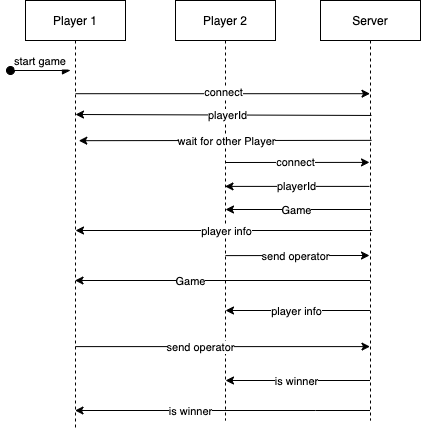 Player 1
Player 2
Server
start game
connect
playerId
wait for other Player
connect
playerId
Game
player info
send operator
Game
player info
send operator
is winner
is winner